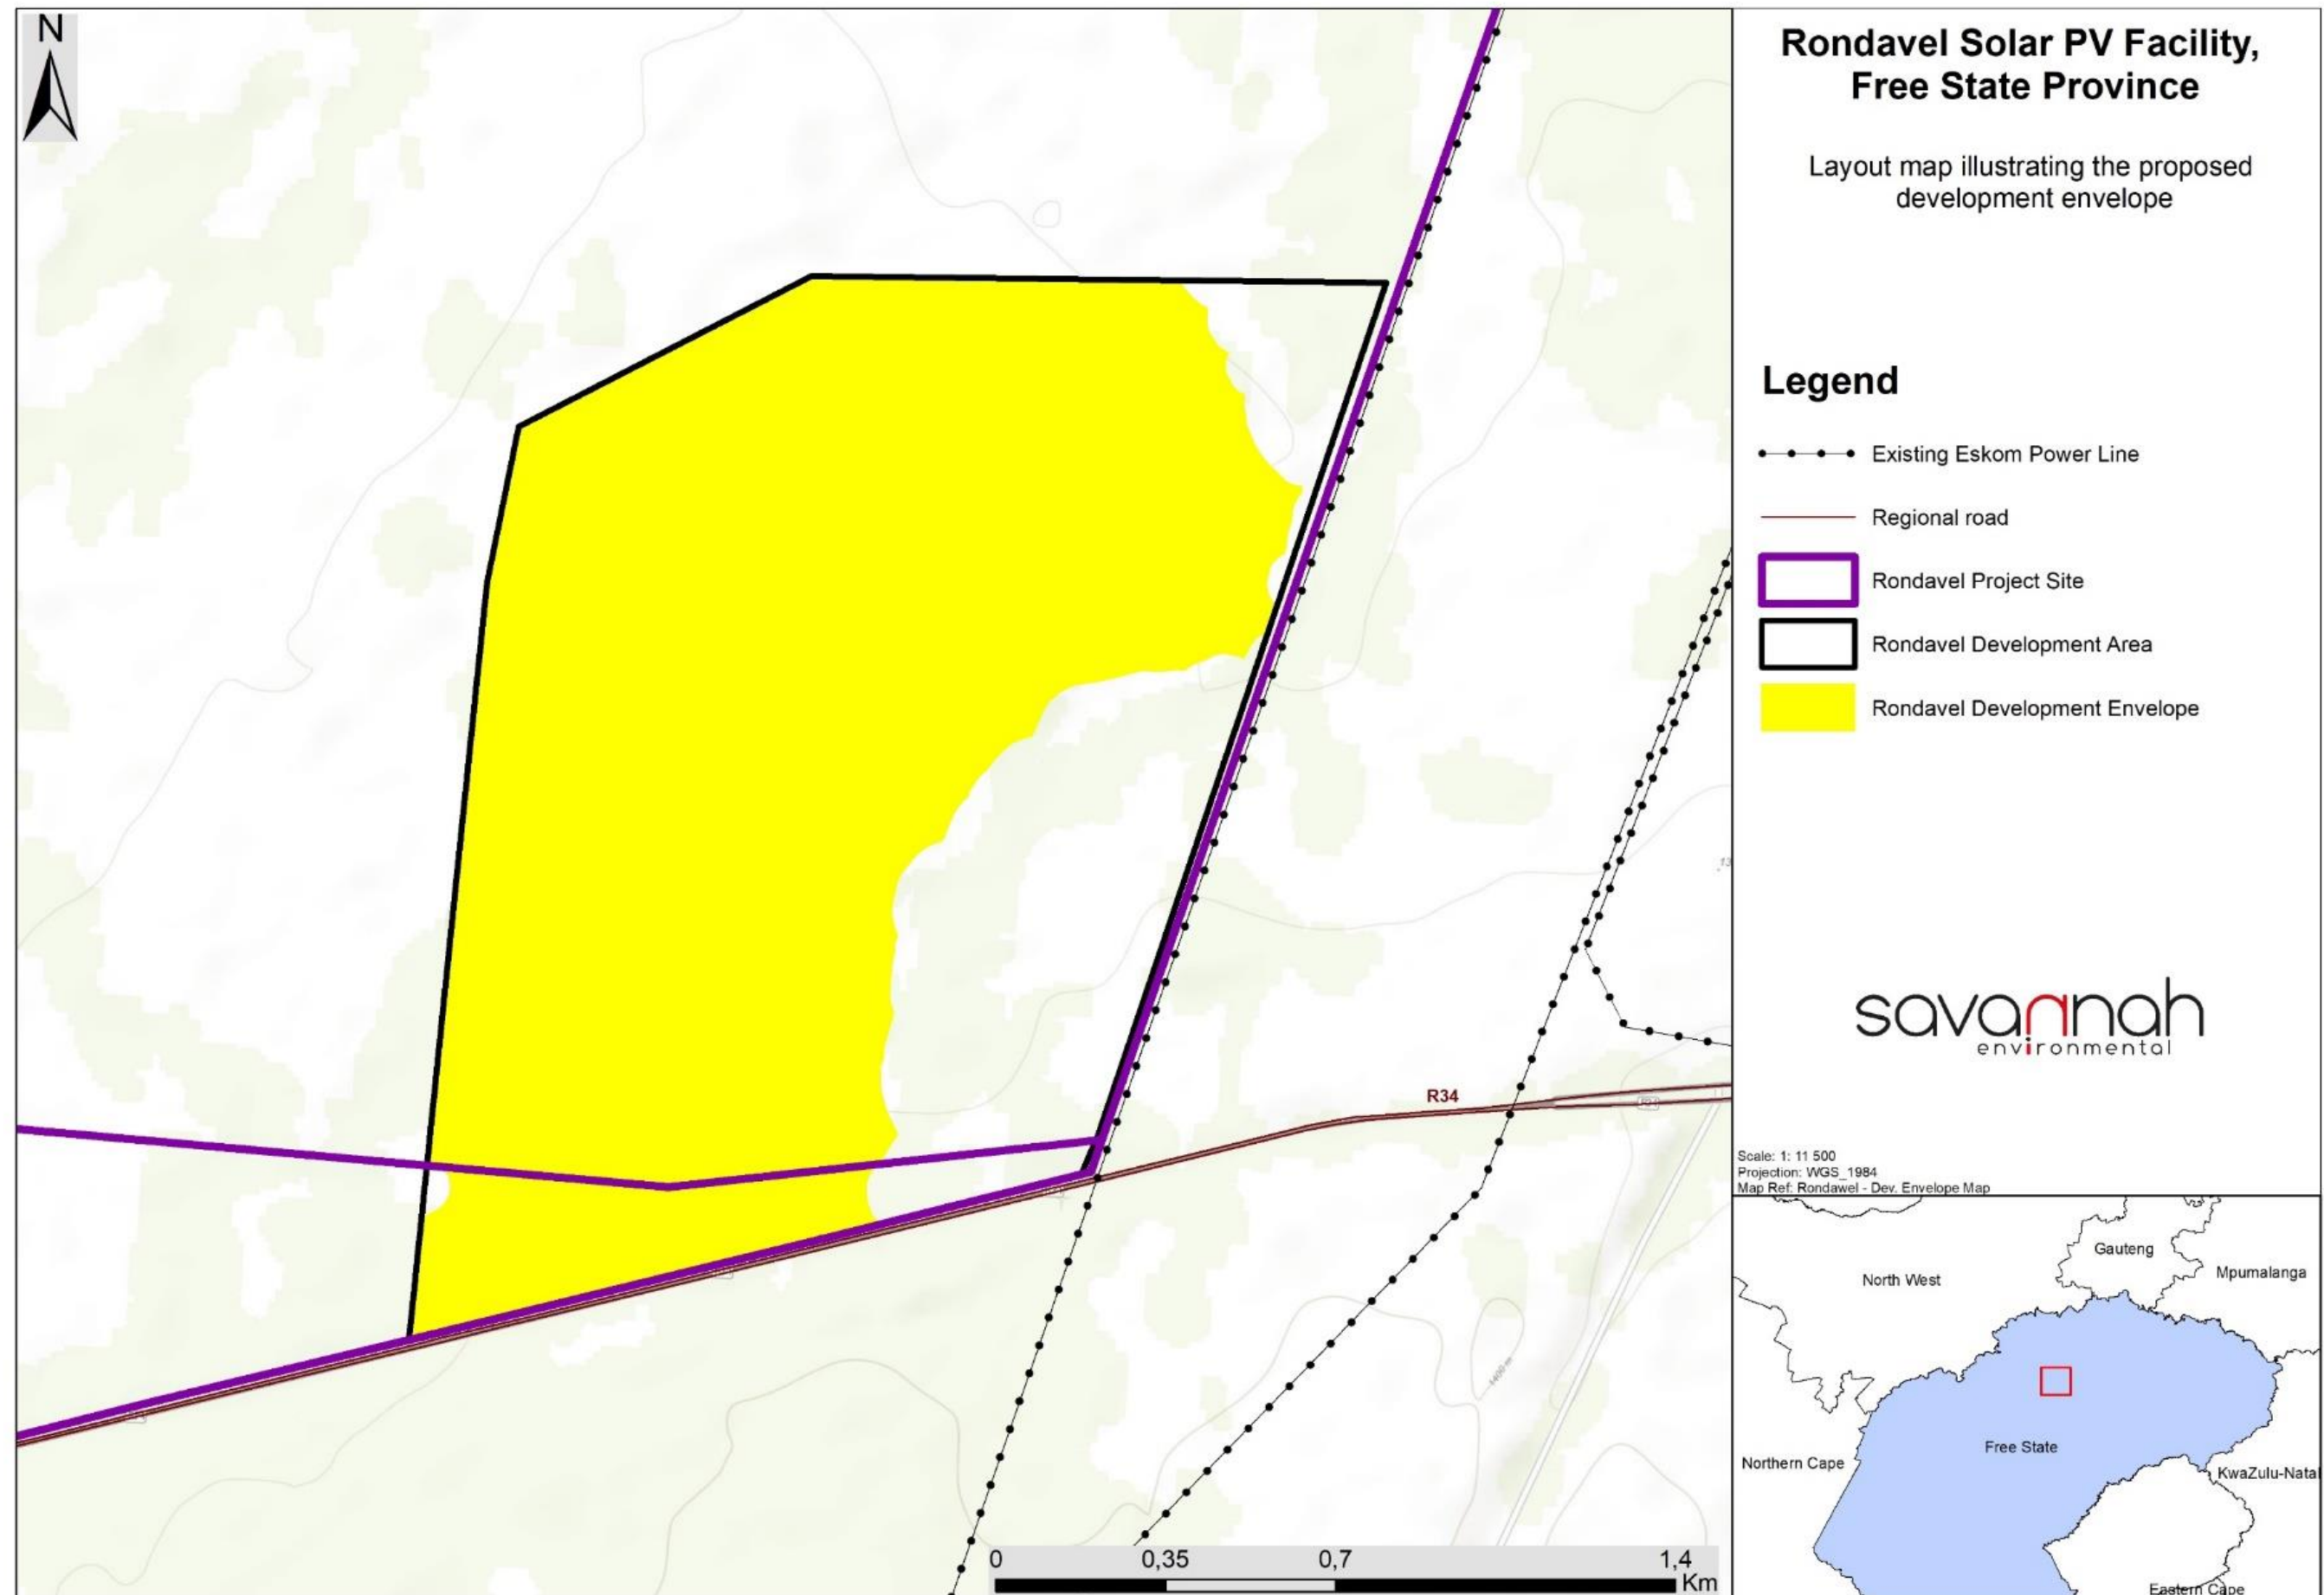 N
Rondavel Solar PV Facility,
Free State Province
Layout map illustrating the proposed
development envelope
Legend
Existing Eskom Power Line
Regional road
Rondavel Project Site
Rondavel Development Area
Rondavel Development Envelope
savannah
environmental
R34
Scale: 1: 11 500
Projection: WGS_1984
Map Ref: Rondawel - Dev. Envelope Map
Gauteng
North West
Mpumalanga
Free State
Northern Cape
KwaZulu-Natal
Eastern Cape
0 0,35 0,7 1,4
Km